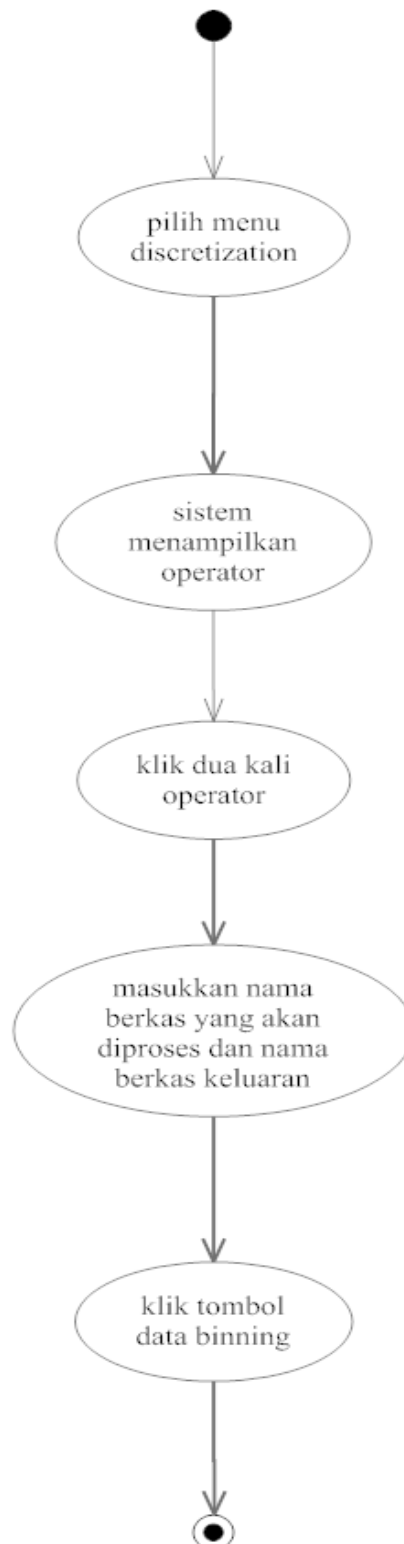 pilih menu
discretization
sistem
menampilkan
operator
klik dua kali
operator
masukkan nama
berkas yang akan
diproses dan nama
berkas keluaran
klik tombol
data binning